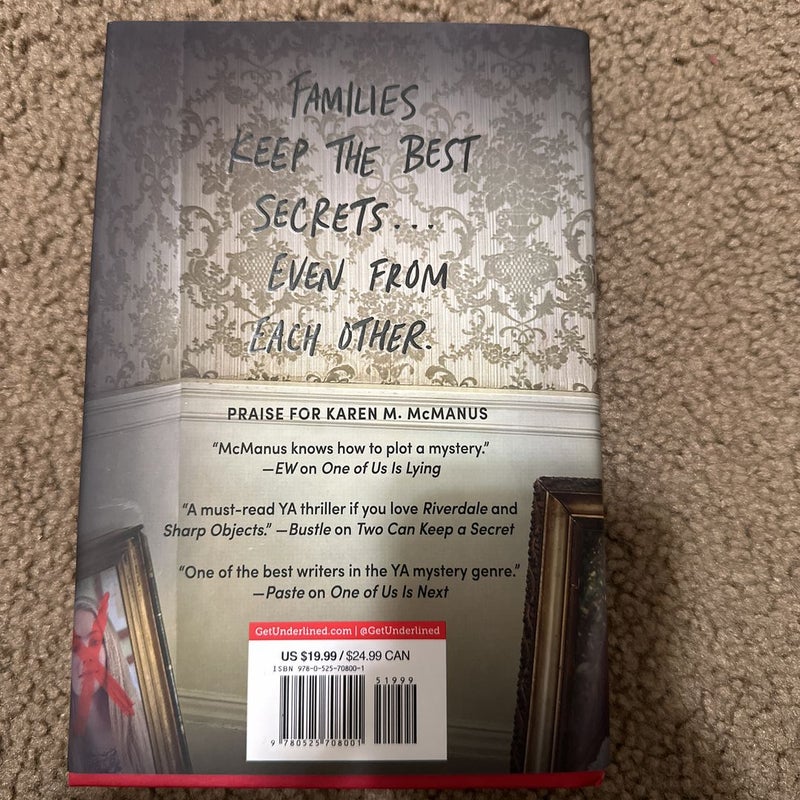 FAMILIES
KEEP THE BEST
SECRETS...
EVEN FROM
EACH OTHER.
PRAISE FOR KAREN M. McMANUS
“McManus knows how to plot a mystery.”
—EW on One of Us Is Lying
“A must-read YA thriller if you love Riverdale and
Sharp Objects.” —Bustle on Two Can Keep a Secret
“One of the best writers in the YA mystery genre.”
—Paste on One of Us Is Next
GetUnderlined.com | @GetUnderlined
US $19.99 / $24.99 CAN
ISBN 978-0-525-70800-1
51999
9 780525 708001